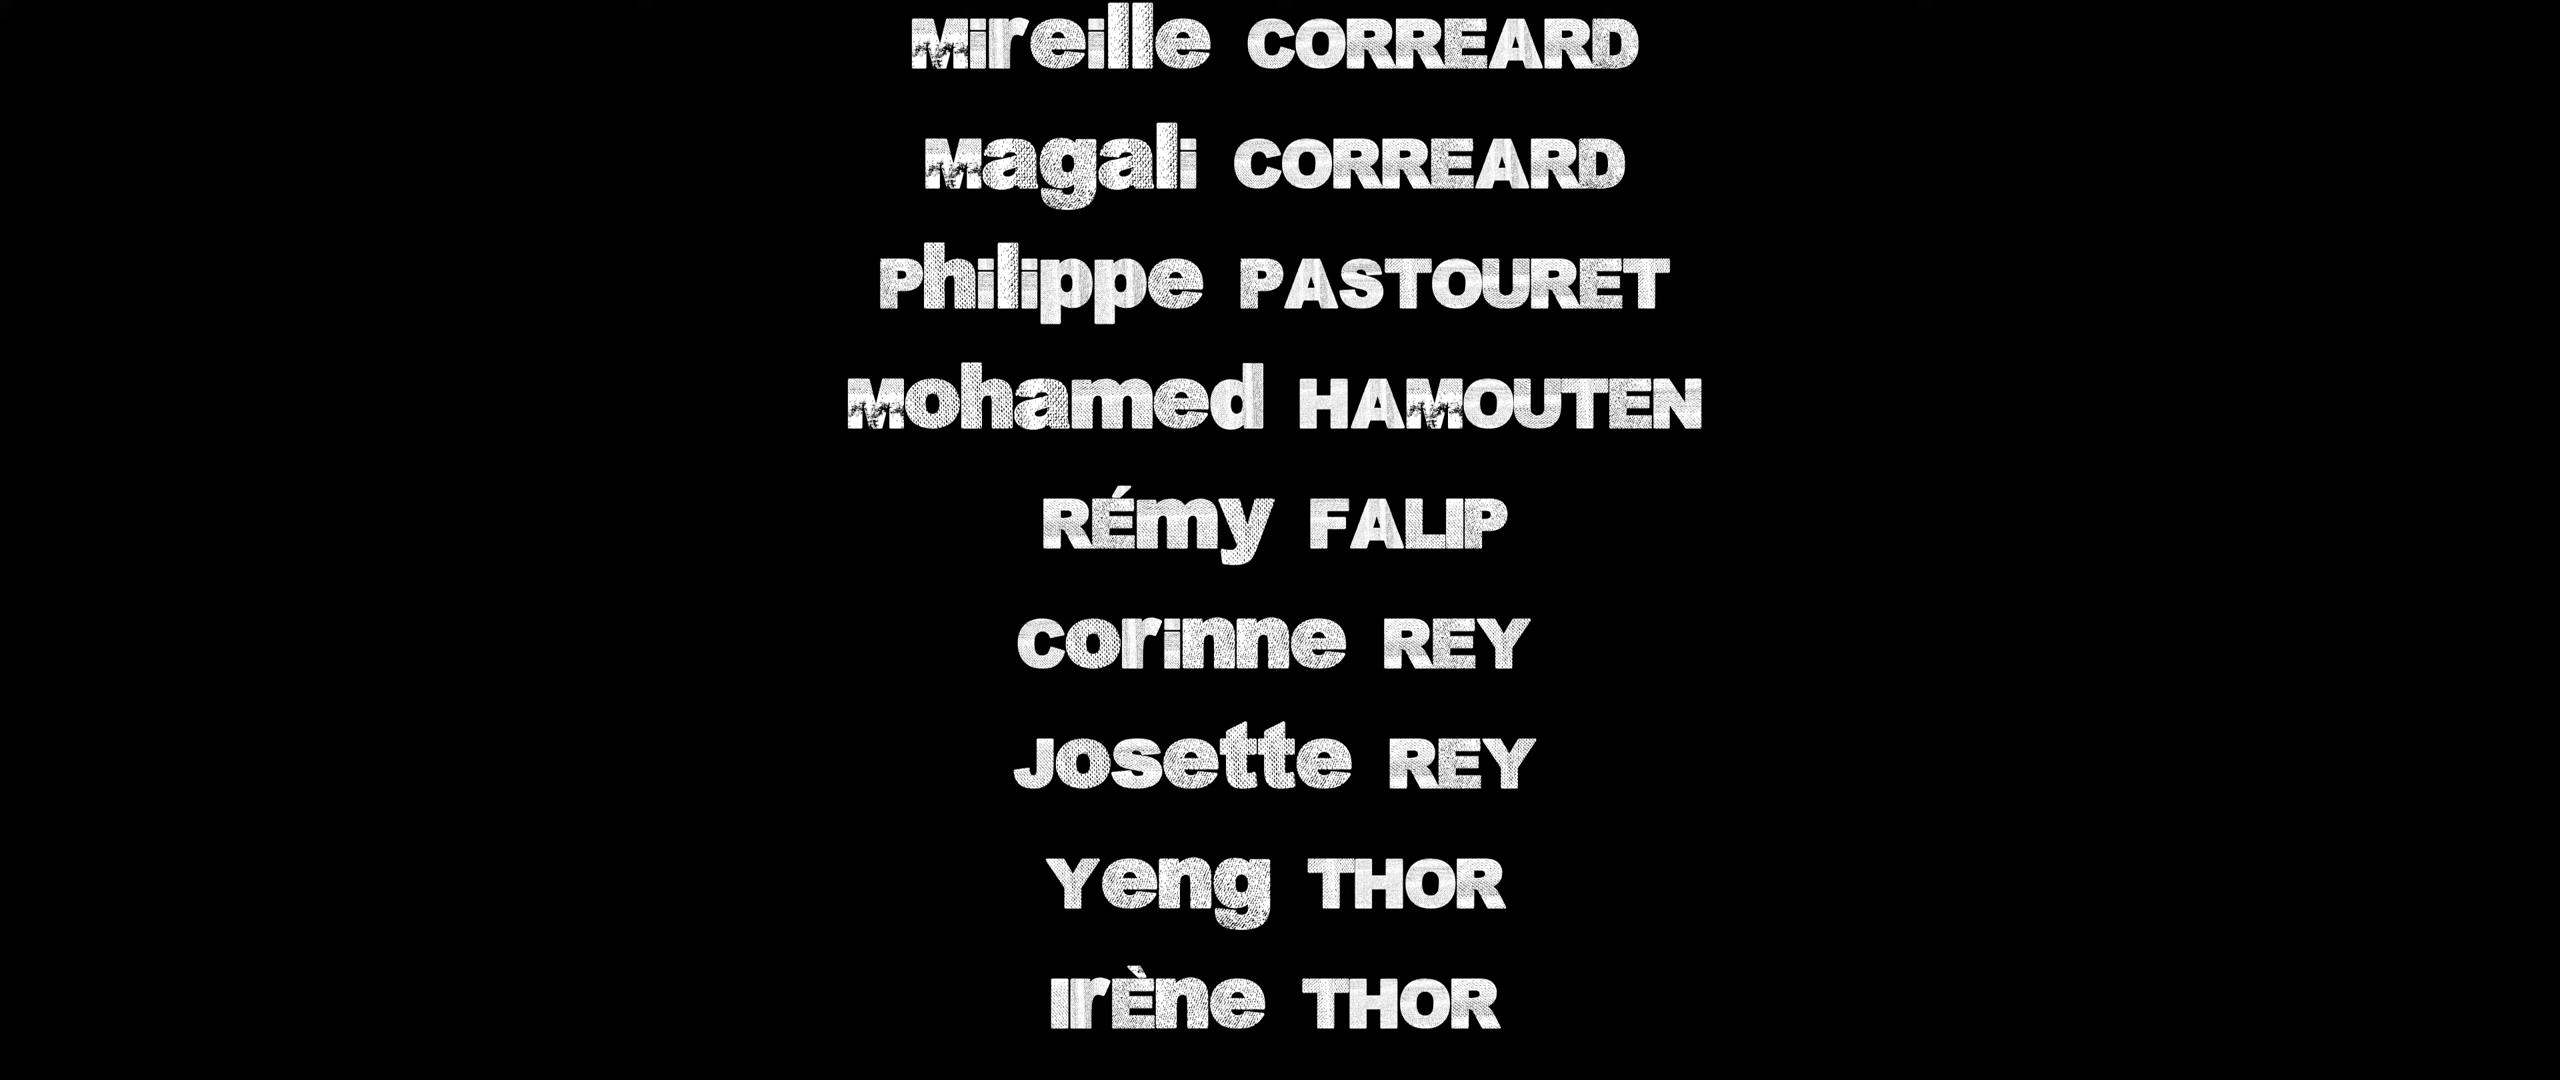 Mireille CORREARD
Magali CORREARD
Philippe PASTOURET
Mohamed HAMOUTEN
RÉmy FALIP
Corinne REY
Josette REY
Yeng THOR
IrÈne THOR